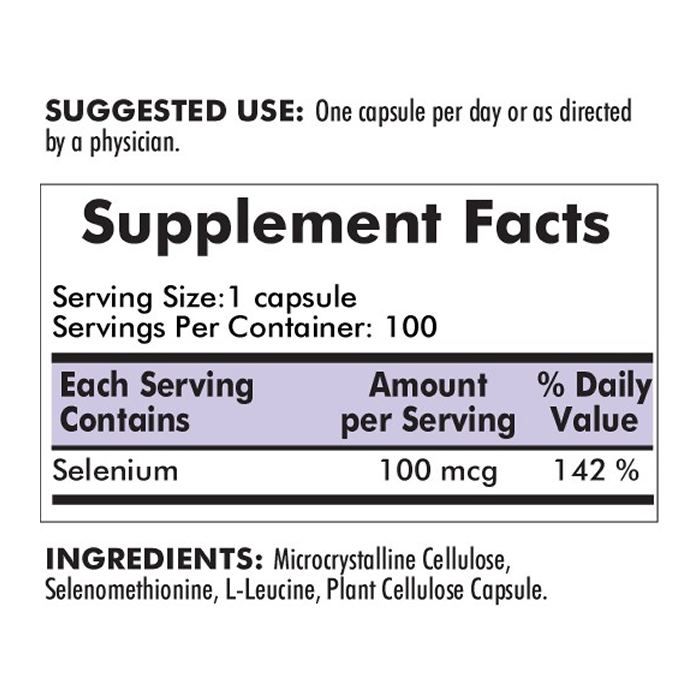 SUGGESTED USE: One capsule per day or as directed
by a physician.
Supplement Facts
Serving Size:1 capsule
Servings Per Container: 100
Each Serving Contains Amount per Serving % Daily Value
Selenium 100 mcg 142 %
INGREDIENTS: Microcrystalline Cellulose,
Selenomethionine, L-Leucine, Plant Cellulose Capsule.